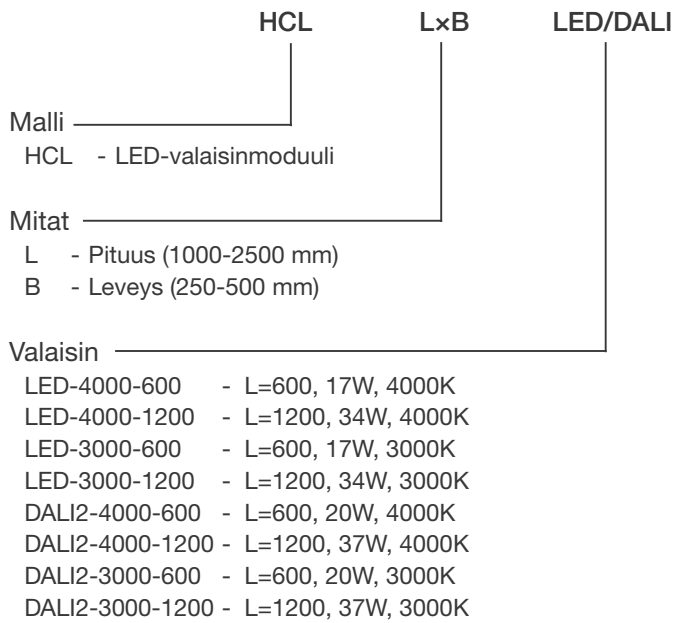 HCL L×B LED/DALI
Malli
HCL - LED-valaisinmoduuli
Mitat
L - Pituus (1000-2500 mm)
B - Leveys (250-500 mm)
Valaisin
LED-4000-600 - L=600, 17W, 4000K
LED-4000-1200 - L=1200, 34W, 4000K
LED-3000-600 - L=600, 17W, 3000K
LED-3000-1200 - L=1200, 34W, 3000K
DALI2-4000-600 - L=600, 20W, 4000K
DALI2-4000-1200 - L=1200, 37W, 4000K
DALI2-3000-600 - L=600, 20W, 3000K
DALI2-3000-1200 - L=1200, 37W, 3000K